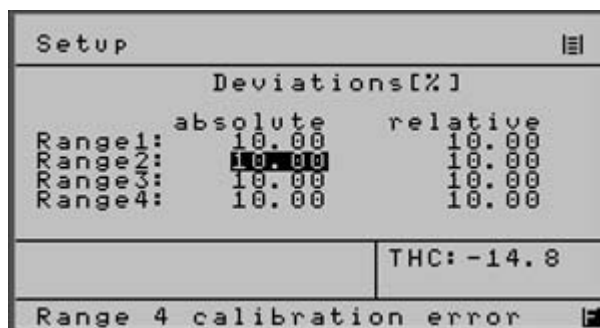 Setup
Deviations[%]
absolute relative
Range1: 10.00 10.00
Range2: 10.00 10.00
Range3: 10.00 10.00
Range4: 10.00 10.00
THC:-14.8
Range 4 calibration error